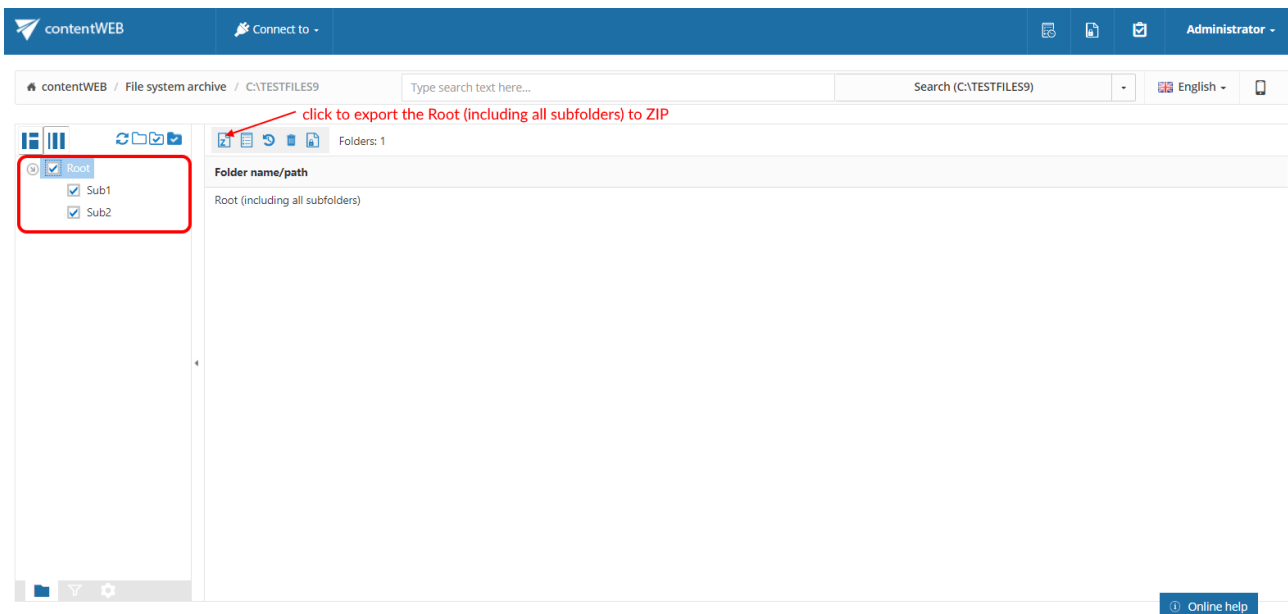 contentWEB
Connect to
Administrator
contentWEB / File system archive / C:\TESTFILES9
Type search text here...
Search (C:\TESTFILES9)
English
click to export the Root (including all subfolders) to ZIP
Folders: 1
Root
Sub1
Sub2
Folder name/path
Root (including all subfolders)
Online help